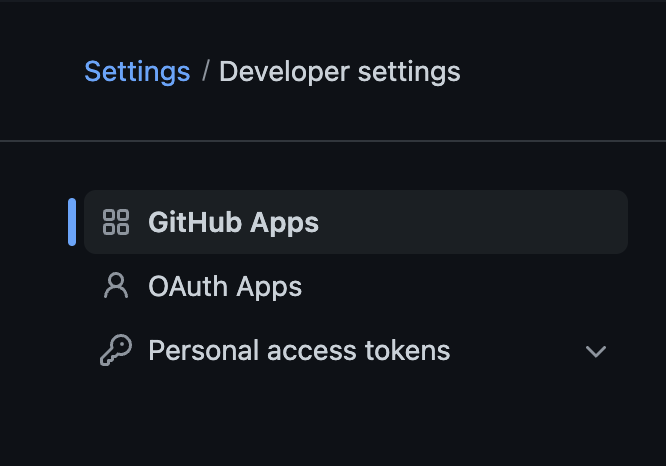 Settings / Developer settings
GitHub Apps
OAuth Apps
Personal access tokens